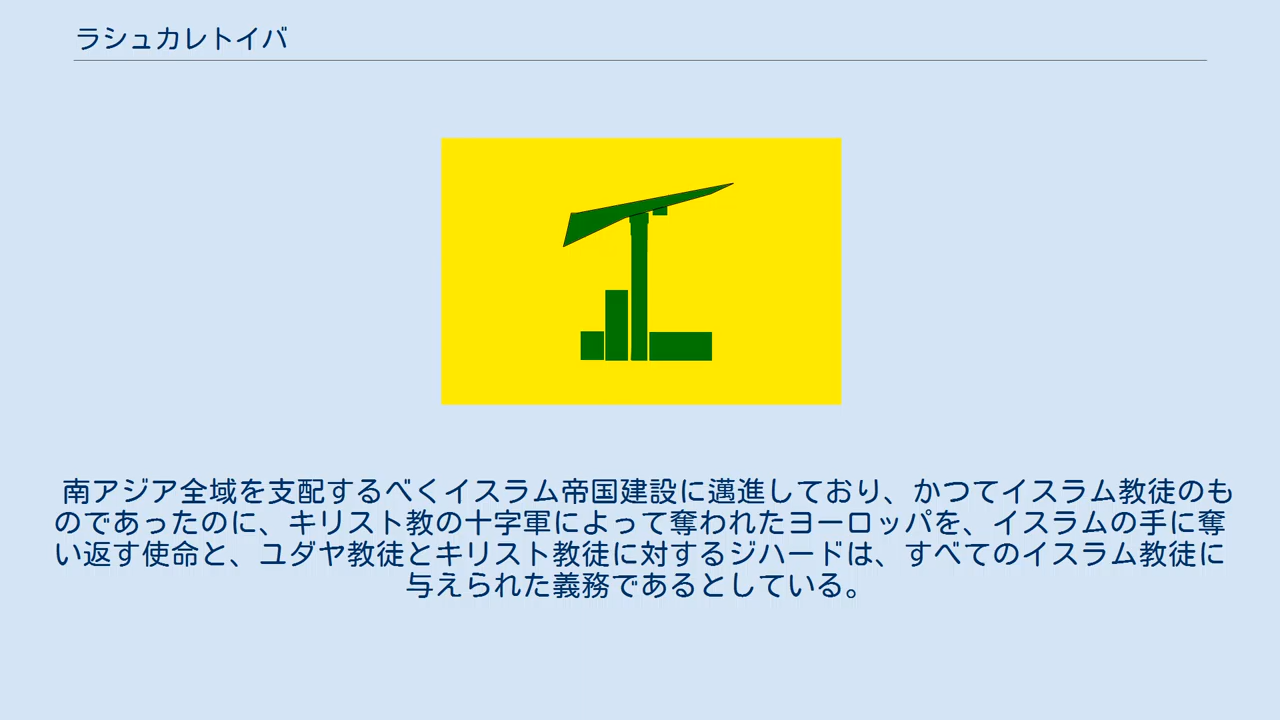 ラシュカレトイバ
南アジア全域を支配するべくイスラム帝国建設に邁進しており、かつてイスラム教徒のも
のであったのに、キリスト教の十字軍によって奪われたヨーロッパを、イスラムの手に奪
い返す使命と、ユダヤ教徒とキリスト教徒に対するジハードは、すべてのイスラム教徒に
与えられた義務であるとしている。